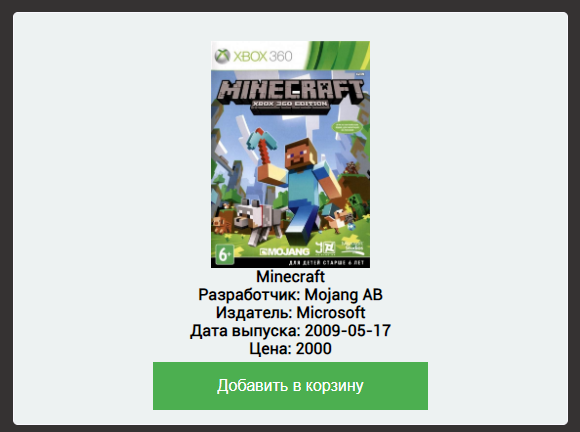 XBOX 360
MINECRAFT
XBOX 360 EDITION
6+
MOJANG
ДЛЯ ДЕТЕЙ СТАРШЕ 6 ЛЕТ
Minecraft
Разработчик: Mojang AB
Издатель: Microsoft
Дата выпуска: 2009-05-17
Цена: 2000
Добавить в корзину